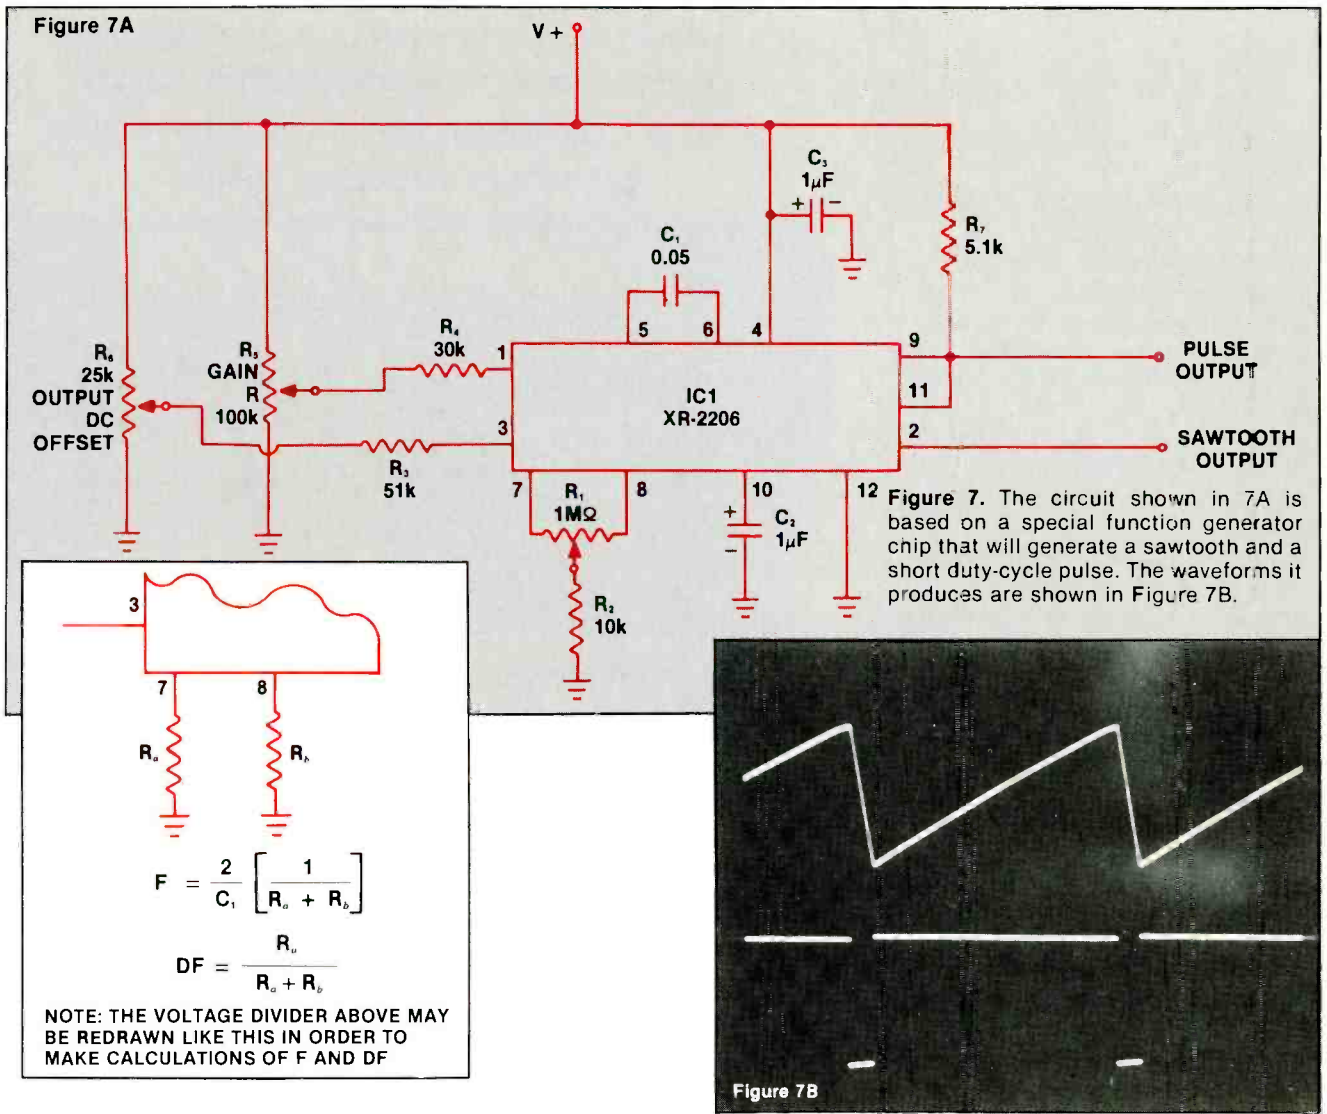 Figure 7A
V +
C₃
1µF
+ −
R₇
5.1k
C₁
0.05
5 6 4
R₄
30k
1
9
PULSE
OUTPUT
R₆
25k
OUTPUT
DC
OFFSET
R₅
GAIN
R
100k
IC1
XR-2206
11
3
2
SAWTOOTH
OUTPUT
R₃
51k
7
R₁
1MΩ
8
10
12
+
C₂
1µF
−
R₂
10k
Figure 7. The circuit shown in 7A is
based on a special function generator
chip that will generate a sawtooth and a
short duty-cycle pulse. The waveforms it
produces are shown in Figure 7B.
3
7 8
Rₐ
R_b
F = 2/C₁ [1/(Rₐ + R_b)]
DF = Rₐ/(Rₐ + R_b)
NOTE: THE VOLTAGE DIVIDER ABOVE MAY
BE REDRAWN LIKE THIS IN ORDER TO
MAKE CALCULATIONS OF F AND DF
Figure 7B